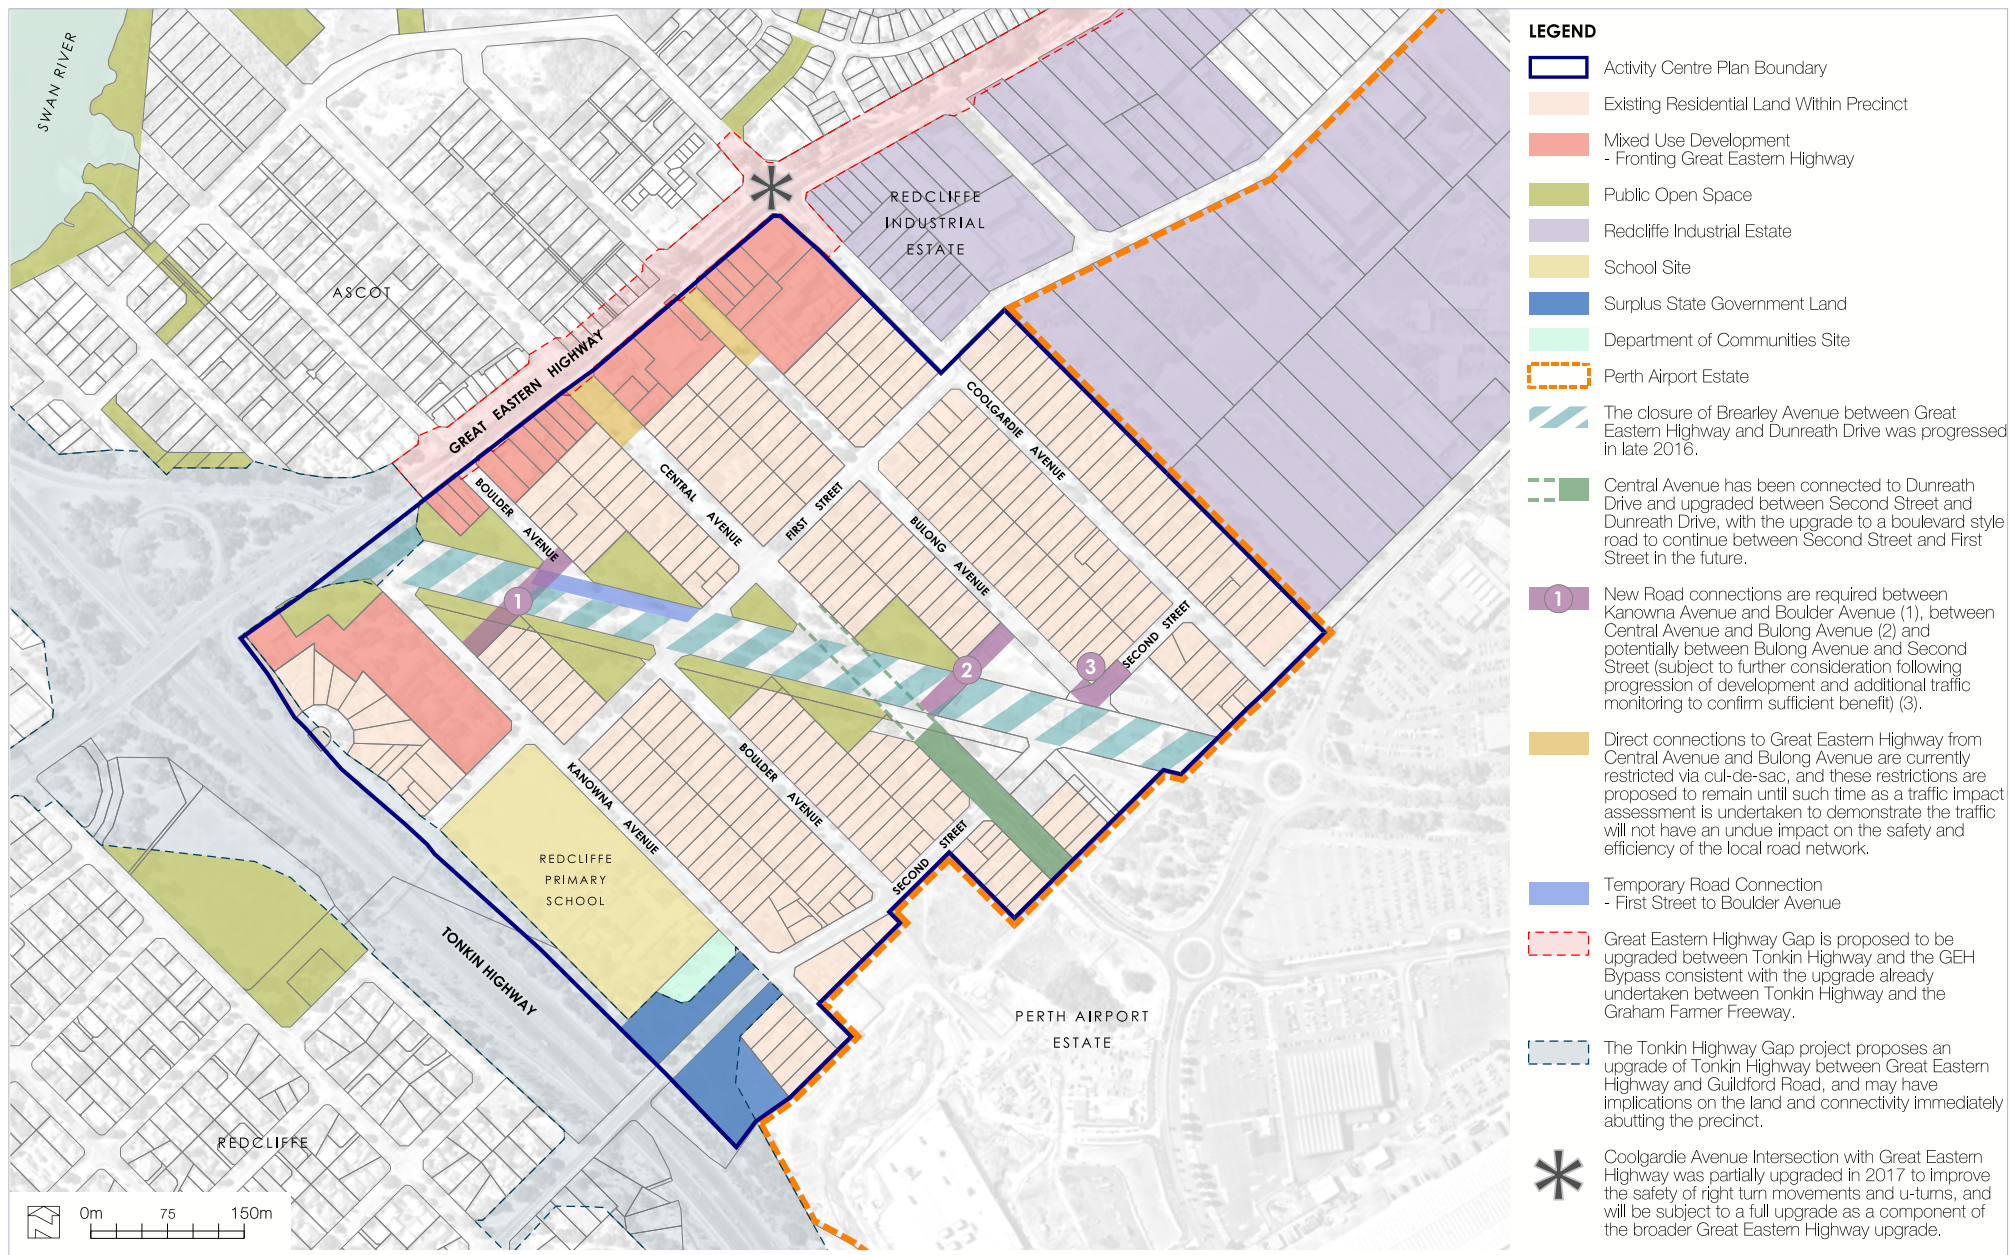 SWAN RIVER
ASCOT
GREAT EASTERN HIGHWAY
REDCLIFFE
INDUSTRIAL
ESTATE
COOLGARDIE AVENUE
BOULDER AVENUE
CENTRAL AVENUE
FIRST STREET
BULONG AVENUE
SECOND STREET
1
2
3
KANOWNA AVENUE
BOULDER AVENUE
SECOND STREET
REDCLIFFE
PRIMARY
SCHOOL
TONKIN HIGHWAY
PERTH AIRPORT
ESTATE
REDCLIFFE
0m 75 150m
LEGEND
Activity Centre Plan Boundary
Existing Residential Land Within Precinct
Mixed Use Development
- Fronting Great Eastern Highway
Public Open Space
Redcliffe Industrial Estate
School Site
Surplus State Government Land
Department of Communities Site
Perth Airport Estate
The closure of Brearley Avenue between Great
Eastern Highway and Dunreath Drive was progressed
in late 2016.
Central Avenue has been connected to Dunreath
Drive and upgraded between Second Street and
Dunreath Drive, with the upgrade to a boulevard style
road to continue between Second Street and First
Street in the future.
1
New Road connections are required between
Kanowna Avenue and Boulder Avenue (1), between
Central Avenue and Bulong Avenue (2) and
potentially between Bulong Avenue and Second
Street (subject to further consideration following
progression of development and additional traffic
monitoring to confirm sufficient benefit) (3).
Direct connections to Great Eastern Highway from
Central Avenue and Bulong Avenue are currently
restricted via cul-de-sac, and these restrictions are
proposed to remain until such time as a traffic impact
assessment is undertaken to demonstrate the traffic
will not have an undue impact on the safety and
efficiency of the local road network.
Temporary Road Connection
- First Street to Boulder Avenue
Great Eastern Highway Gap is proposed to be
upgraded between Tonkin Highway and the GEH
Bypass consistent with the upgrade already
undertaken between Tonkin Highway and the
Graham Farmer Freeway.
The Tonkin Highway Gap project proposes an
upgrade of Tonkin Highway between Great Eastern
Highway and Guildford Road, and may have
implications on the land and connectivity immediately
abutting the precinct.
Coolgardie Avenue Intersection with Great Eastern
Highway was partially upgraded in 2017 to improve
the safety of right turn movements and u-turns, and
will be subject to a full upgrade as a component of
the broader Great Eastern Highway upgrade.